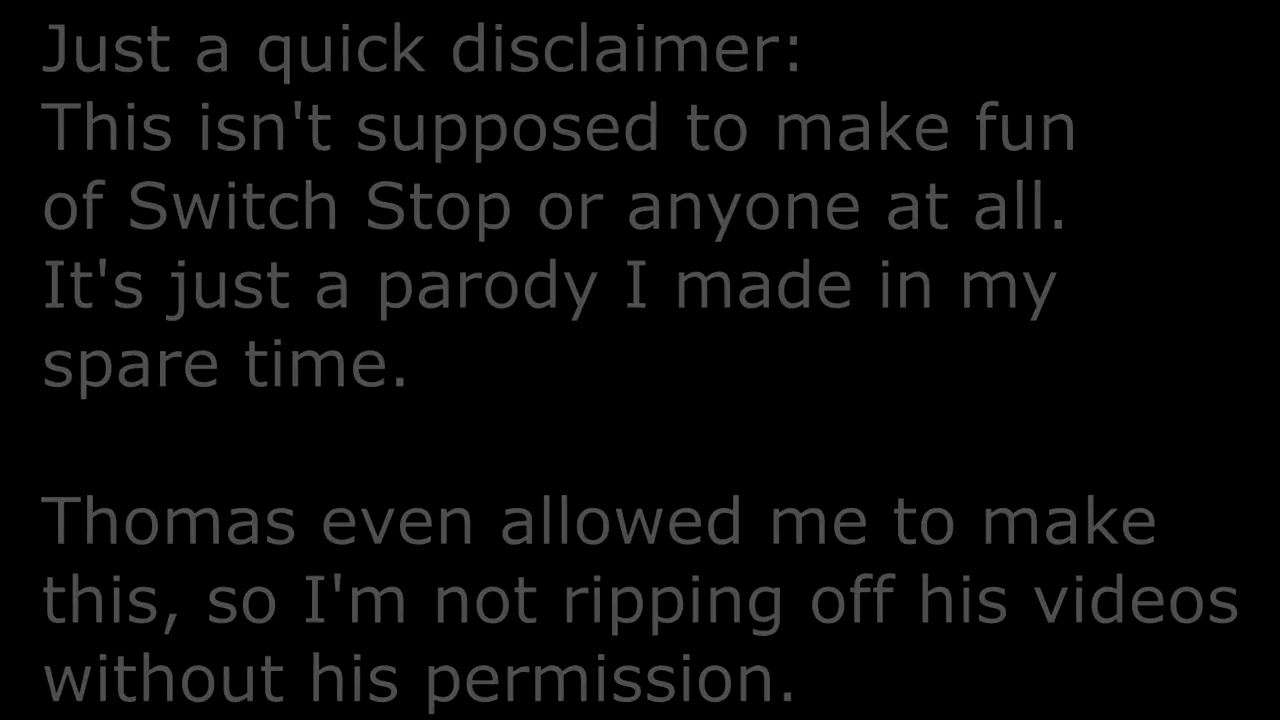 Just a quick disclaimer:
This isn't supposed to make fun
of Switch Stop or anyone at all.
It's just a parody I made in my
spare time.
Thomas even allowed me to make
this, so I'm not ripping off his videos
without his permission.